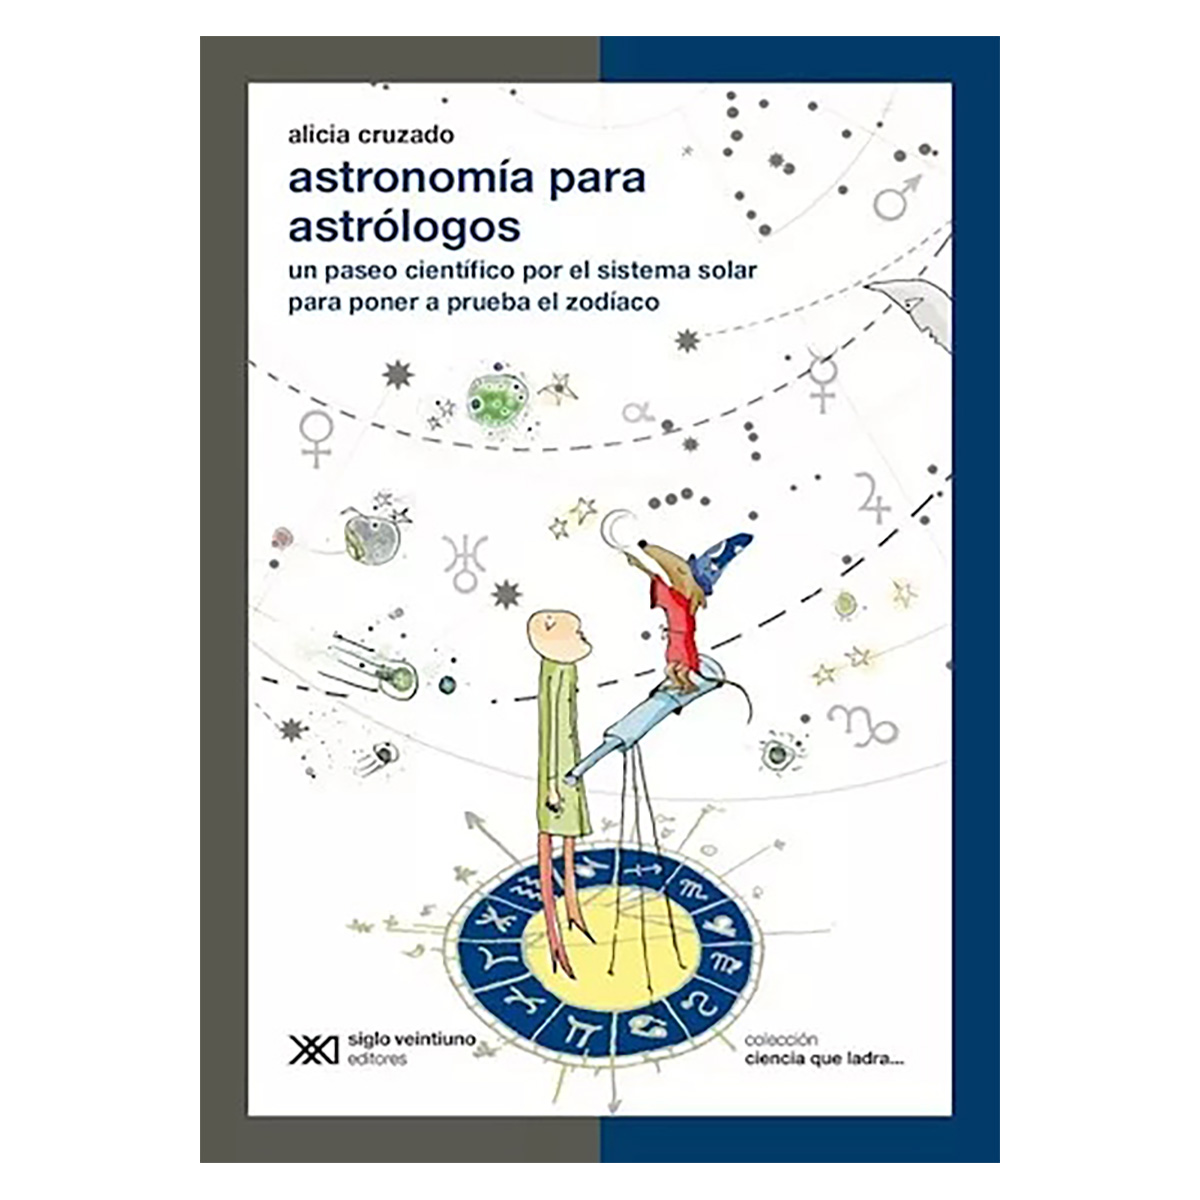 alicia cruzado
astronomía para
astrólogos
un paseo científico por el sistema solar
para poner a prueba el zodíaco
siglo veintiuno
editores
colección
ciencia que ladra...